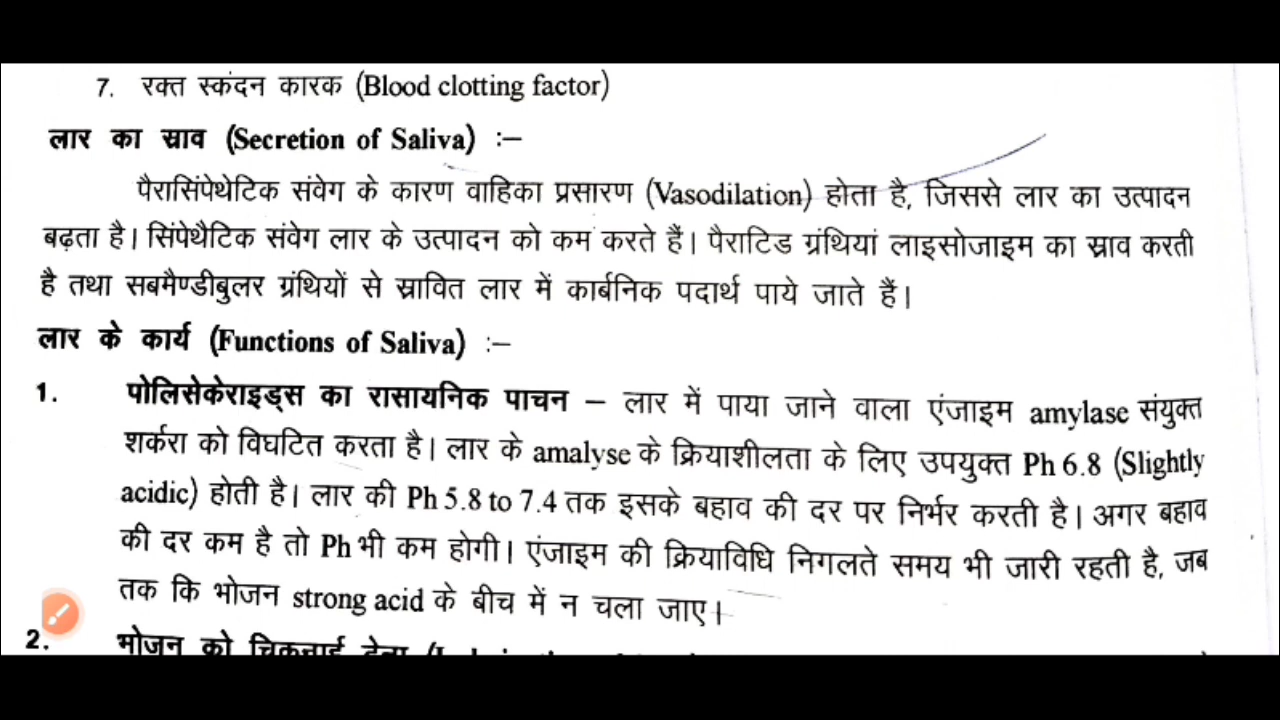 7. रक्त स्कंदन कारक (Blood clotting factor)
लार का स्राव (Secretion of Saliva) :–
पैरासिंपेथेटिक संवेग के कारण वाहिका प्रसारण (Vasodilation) होता है, जिससे लार का उत्पादन
बढ़ता है। सिंपेथैटिक संवेग लार के उत्पादन को कम करते हैं। पैराटिड ग्रंथियां लाइसोजाइम का स्राव करती
है तथा सबमैण्डीबुलर ग्रंथियों से स्रावित लार में कार्बनिक पदार्थ पाये जाते हैं।
लार के कार्य (Functions of Saliva) :–
1. पोलिसेकेराइड्स का रासायनिक पाचन – लार में पाया जाने वाला एंजाइम amylase संयुक्त
शर्करा को विघटित करता है। लार के amalyse के क्रियाशीलता के लिए उपयुक्त Ph 6.8 (Slightly
acidic) होती है। लार की Ph 5.8 to 7.4 तक इसके बहाव की दर पर निर्भर करती है। अगर बहाव
की दर कम है तो Ph भी कम होगी। एंजाइम की क्रियाविधि निगलते समय भी जारी रहती है, जब
तक कि भोजन strong acid के बीच में न चला जाए।
2. भोजन को चिकनाई देना